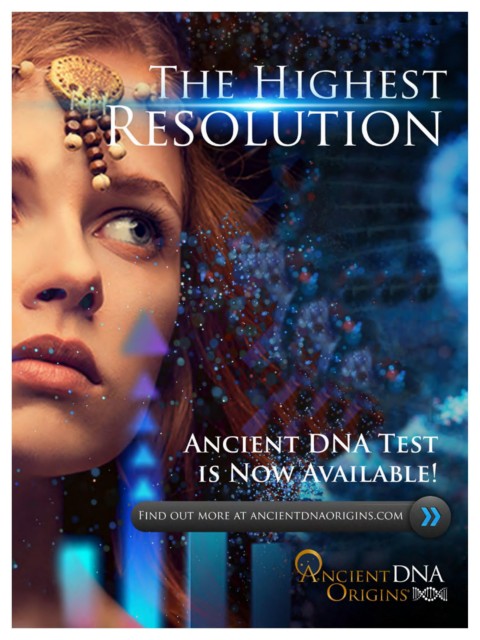 The Highest
Resolution
Ancient DNA Test
is Now Available!
Find out more at ancientdnaorigins.com
Ancient DNA
Origins®